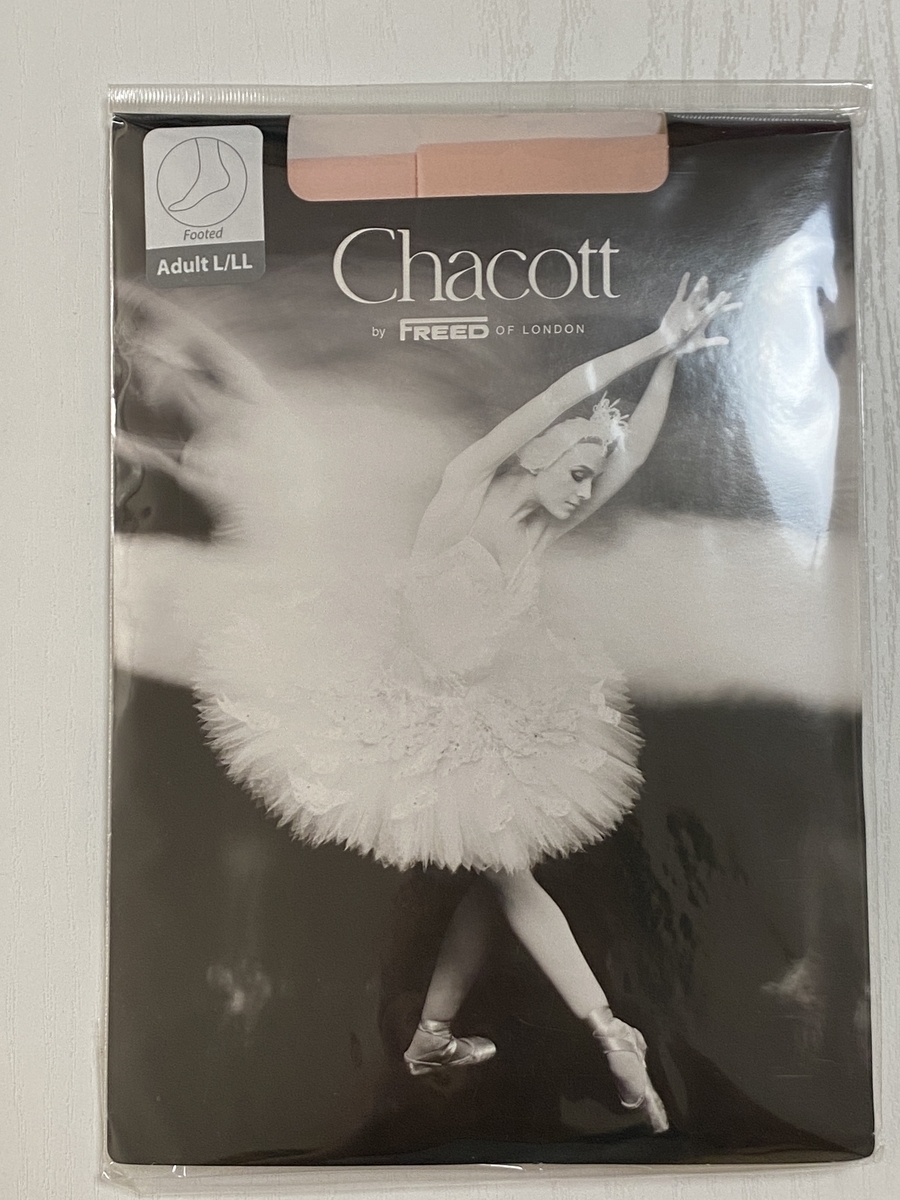 Footed
Adult L/LL
Chacott
by FREED OF LONDON